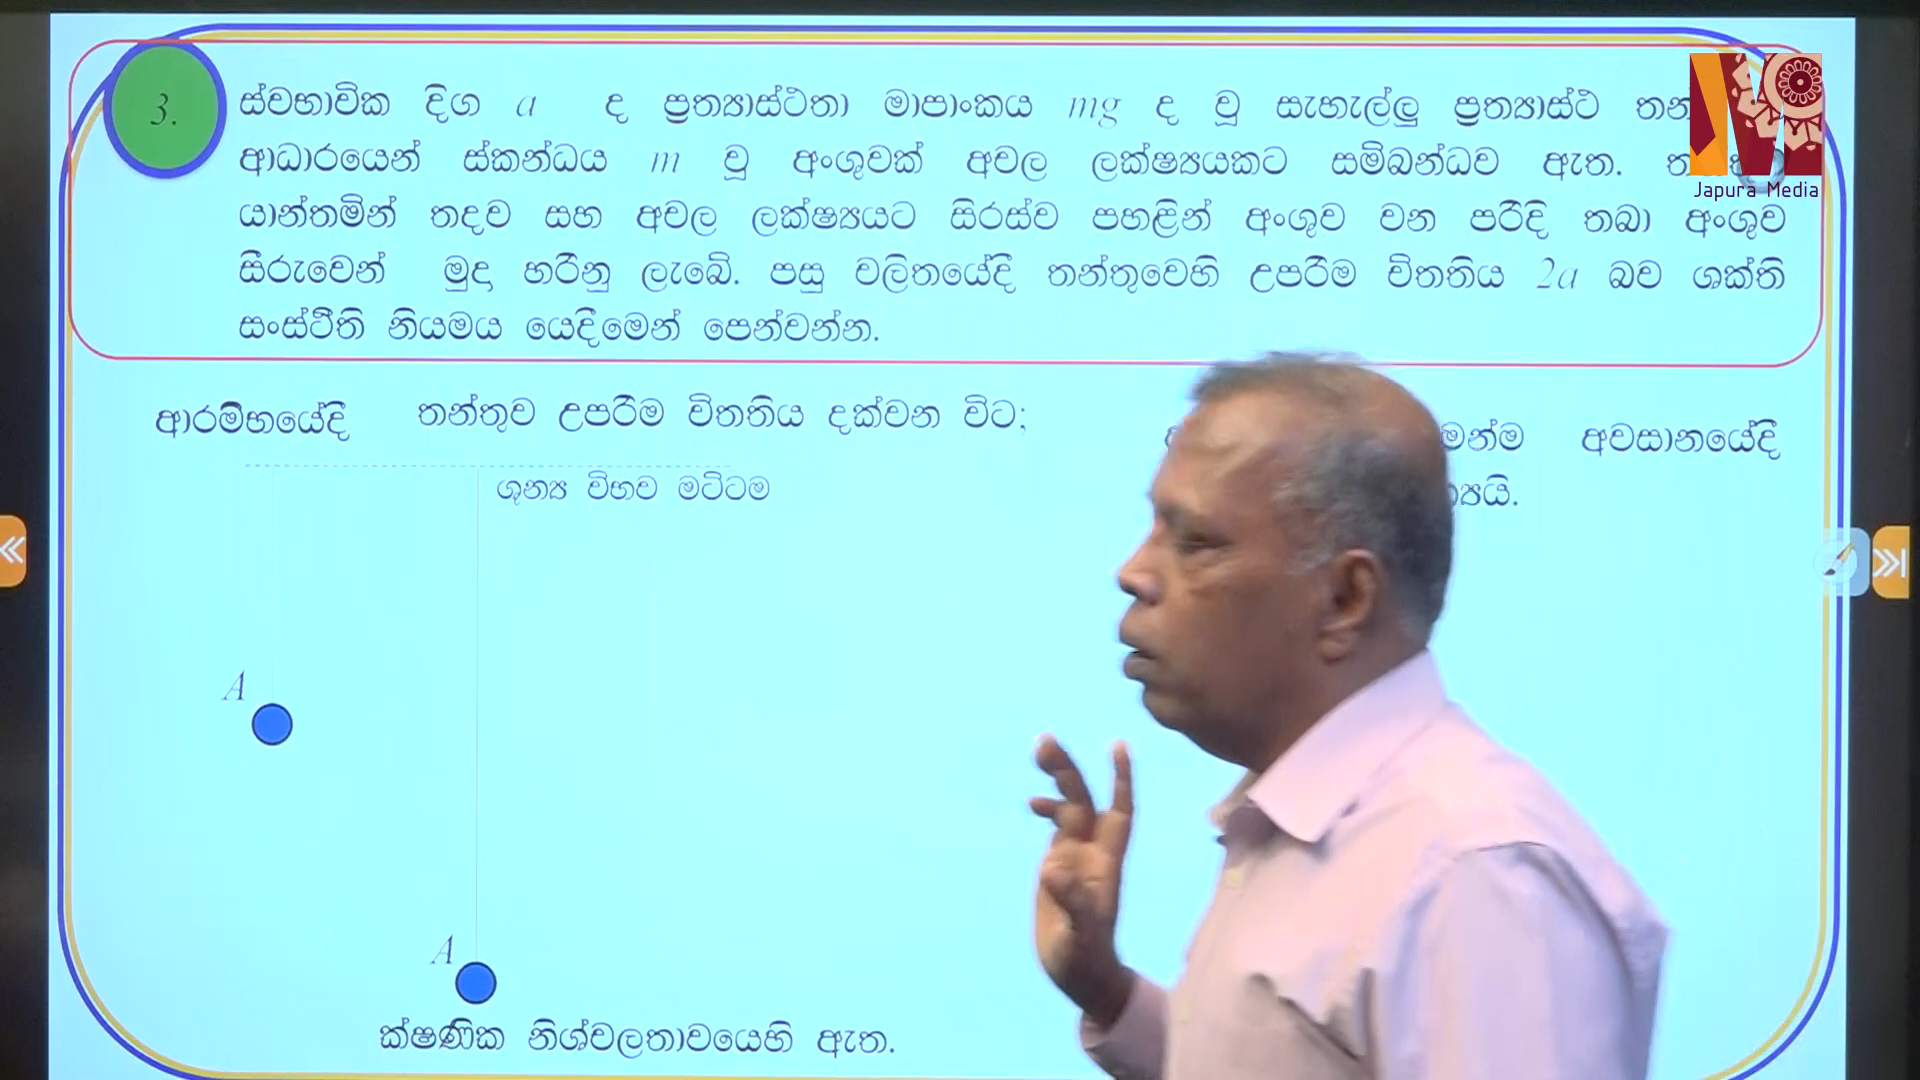 3.
ස්වභාවික දිග a ද ප්‍රත්‍යාස්ථතා මාපාංකය mg ද වූ සැහැල්ලු ප්‍රත්‍යාස්ථ
ආධාරයෙන් ස්කන්ධය m වූ අංශුවක් අචල ලක්ෂ්‍යයකට සම්බන්ධව ඇත.
යාන්තමින් තදව සහ අචල ලක්ෂ්‍යයට සිරස්ව පහළින් අංශුව වන පරිදි තබා අංශුව
සීරුවෙන් මුදා හරිනු ලැබේ. පසු චලිතයේදී තන්තුවෙහි උපරිම විතතිය 2a බව ශක්ති
සංස්ථිති නියමය යෙදීමෙන් පෙන්වන්න.
Japura Media
ආරම්භයේදී
තන්තුව උපරිම විතතිය දක්වන විට;
අවසානයේදී
ශූන්‍ය විභව මට්ටම
A
A
ක්ෂණික නිශ්චලතාවයෙහි ඇත.